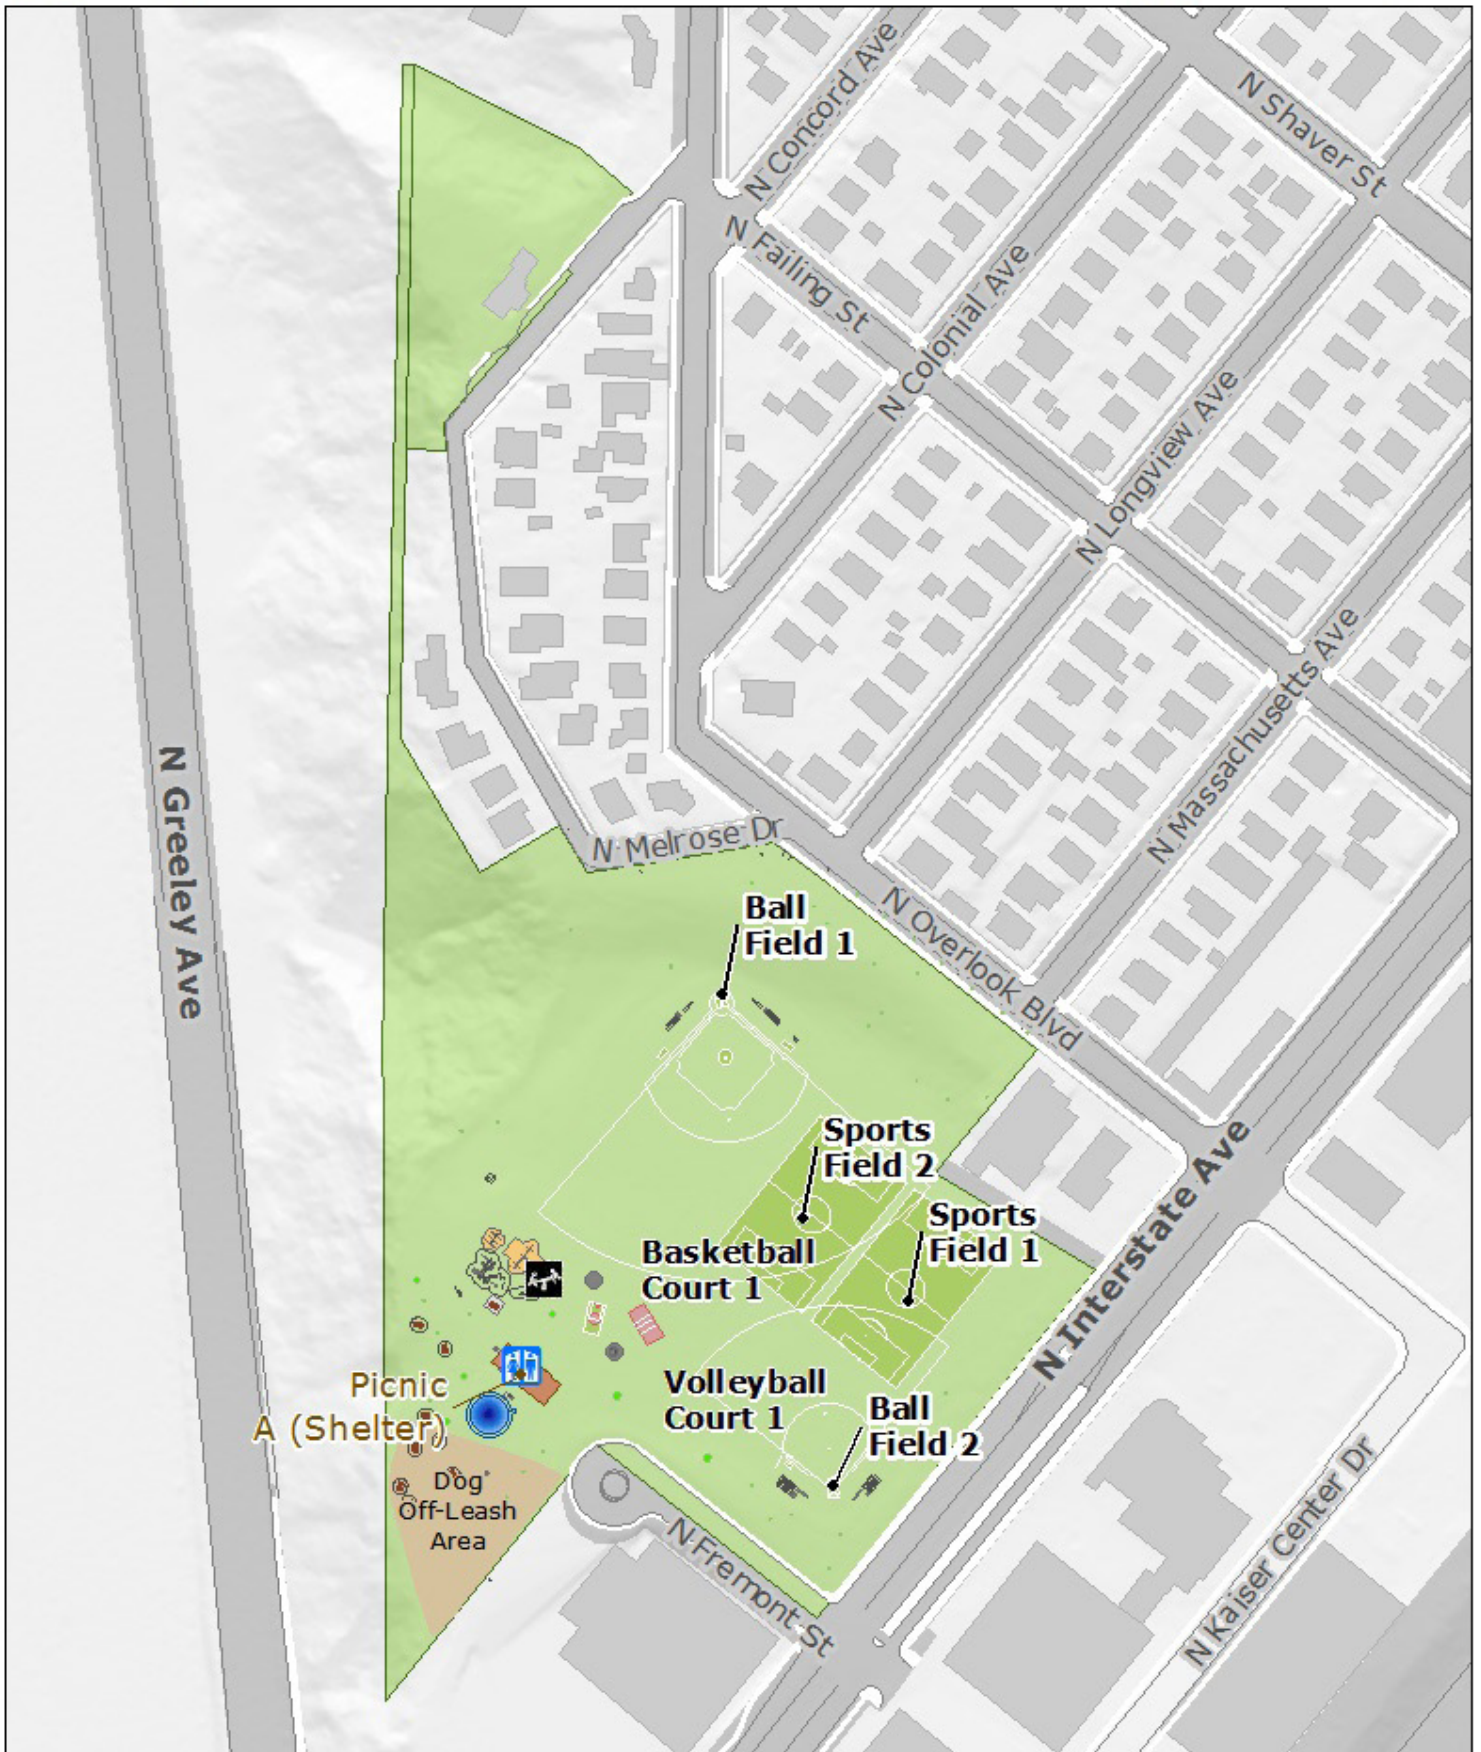 N Concord Ave
N Shaver St
N Failing St
N Colonial Ave
N Longview Ave
N Massachusetts Ave
N Greeley Ave
N Melrose Dr
N Overlook Blvd
Ball
Field 1
Sports
Field 2
Sports
Field 1
Basketball
Court 1
N Interstate Ave
Volleyball
Court 1
Picnic
A (Shelter)
Ball
Field 2
Dog
Off-Leash
Area
N Fremont St
N Kaiser Center Dr